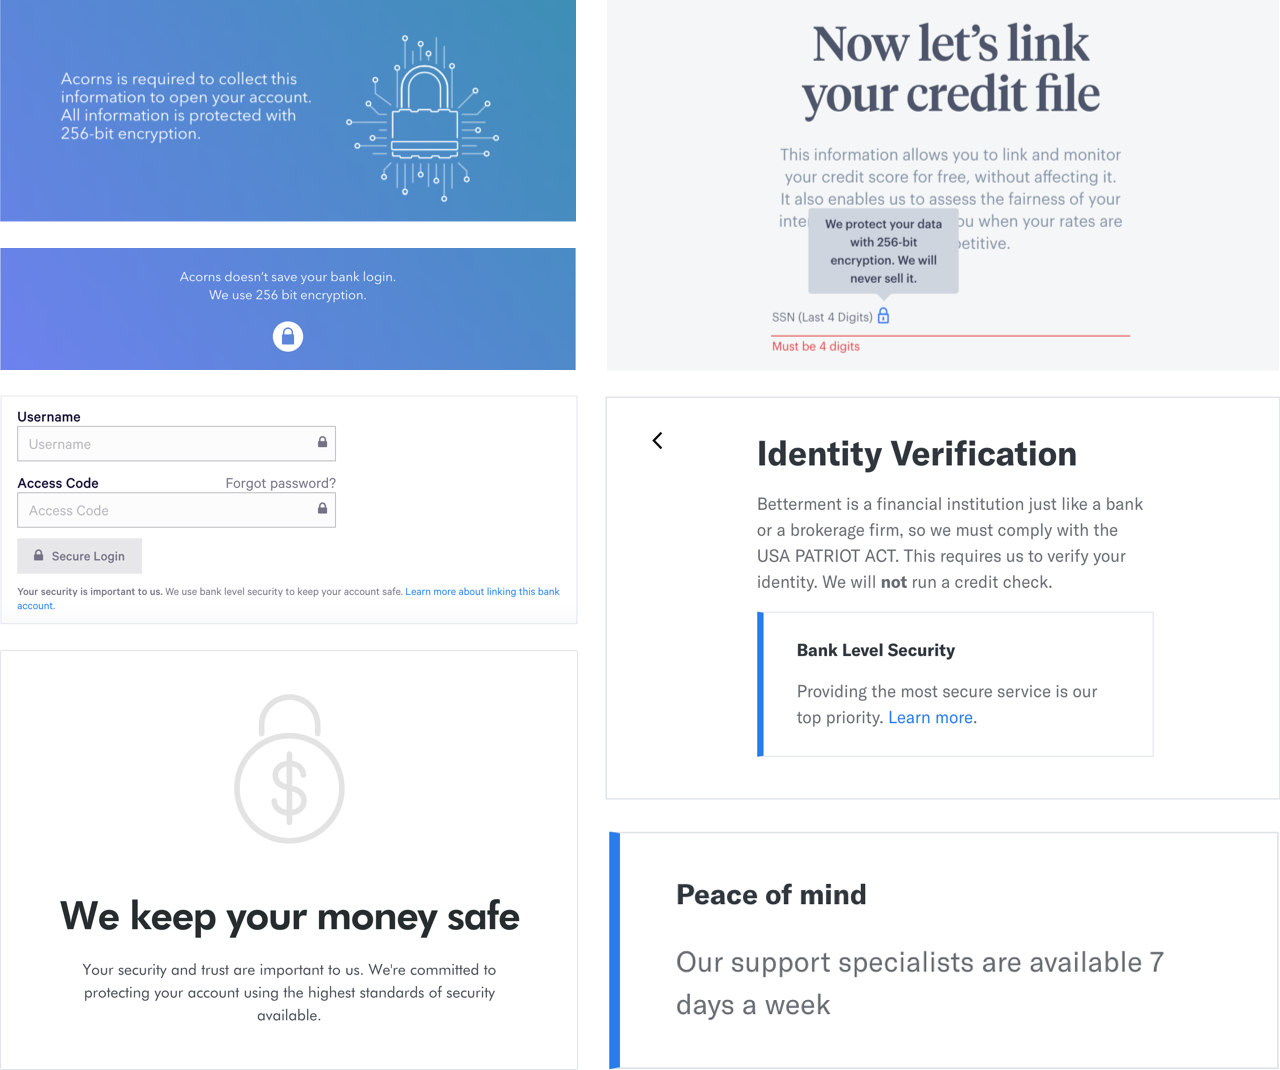 Acorns is required to collect this
information to open your account.
All information is protected with
256-bit encryption.
Acorns doesn't save your bank login.
We use 256 bit encryption.
Username
Username
Access Code Forgot password?
Access Code
Secure Login
Your security is important to us. We use bank level security to keep your account safe. Learn more about linking this bank
account.
$
We keep your money safe
Your security and trust are important to us. We're committed to
protecting your account using the highest standards of security
available.
Now let's link
your credit file
This information allows you to link and monitor
your credit score for free, without affecting it.
It also enables us to assess the fairness of your
when your rates are
We protect your data
with 256-bit
encryption. We will
never sell it.
SSN (Last 4 Digits)
Must be 4 digits
Identity Verification
Betterment is a financial institution just like a bank
or a brokerage firm, so we must comply with the
USA PATRIOT ACT. This requires us to verify your
identity. We will not run a credit check.
Bank Level Security
Providing the most secure service is our
top priority. Learn more.
Peace of mind
Our support specialists are available 7
days a week